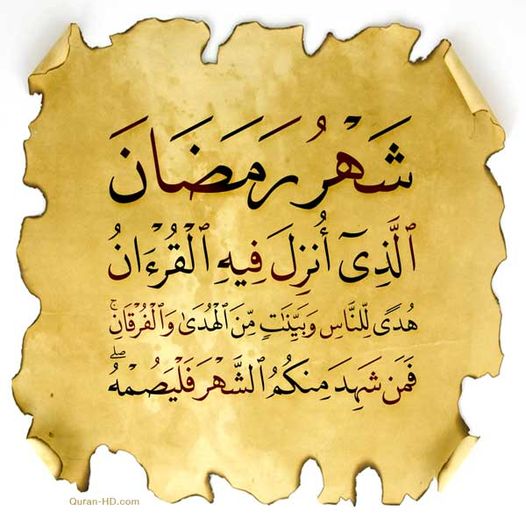 شَهْرُ رَمَضَانَ
ٱلَّذِىٓ أُنزِلَ فِيهِ ٱلْقُرْءَانُ
هُدًى لِّلنَّاسِ وَبَيِّنَٰتٍ مِّنَ ٱلْهُدَىٰ وَٱلْفُرْقَانِ ۚ
فَمَن شَهِدَ مِنكُمُ ٱلشَّهْرَ فَلْيَصُمْهُ ۖ
Quran-HD.com